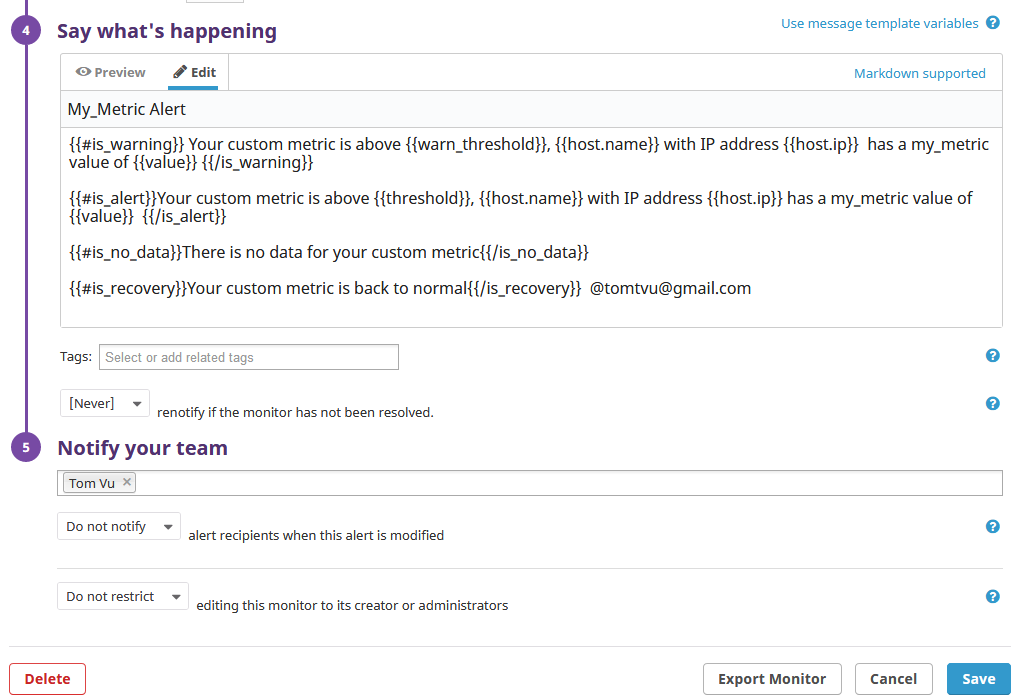 4
Say what's happening
Use message template variables ?
Preview Edit
Markdown supported
My_Metric Alert
{{#is_warning}} Your custom metric is above {{warn_threshold}}, {{host.name}} with IP address {{host.ip}}  has a my_metric
value of {{value}} {{/is_warning}}
{{#is_alert}}Your custom metric is above {{threshold}}, {{host.name}} with IP address {{host.ip}} has a my_metric value of
{{value}}  {{/is_alert}}
{{#is_no_data}}There is no data for your custom metric{{/is_no_data}}
{{#is_recovery}}Your custom metric is back to normal{{/is_recovery}}  @tomtvu@gmail.com
Tags: Select or add related tags ?
[Never] renotify if the monitor has not been resolved. ?
5
Notify your team
Tom Vu ×
Do not notify alert recipients when this alert is modified ?
Do not restrict editing this monitor to its creator or administrators ?
Delete Export Monitor Cancel Save